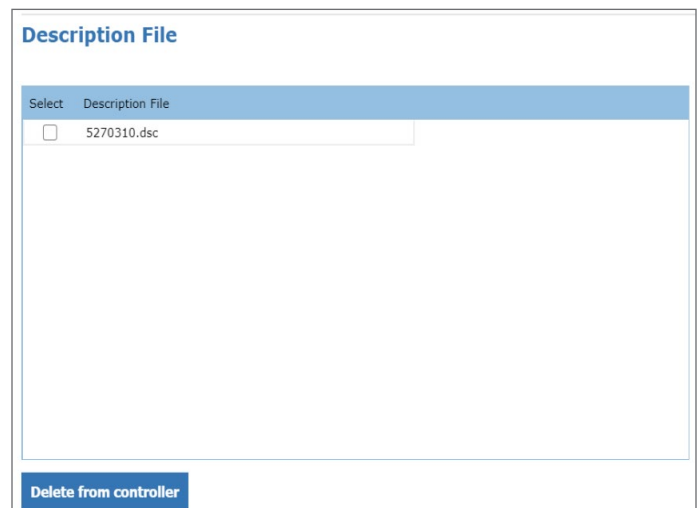 Description File
Select Description File
5270310.dsc
Delete from controller